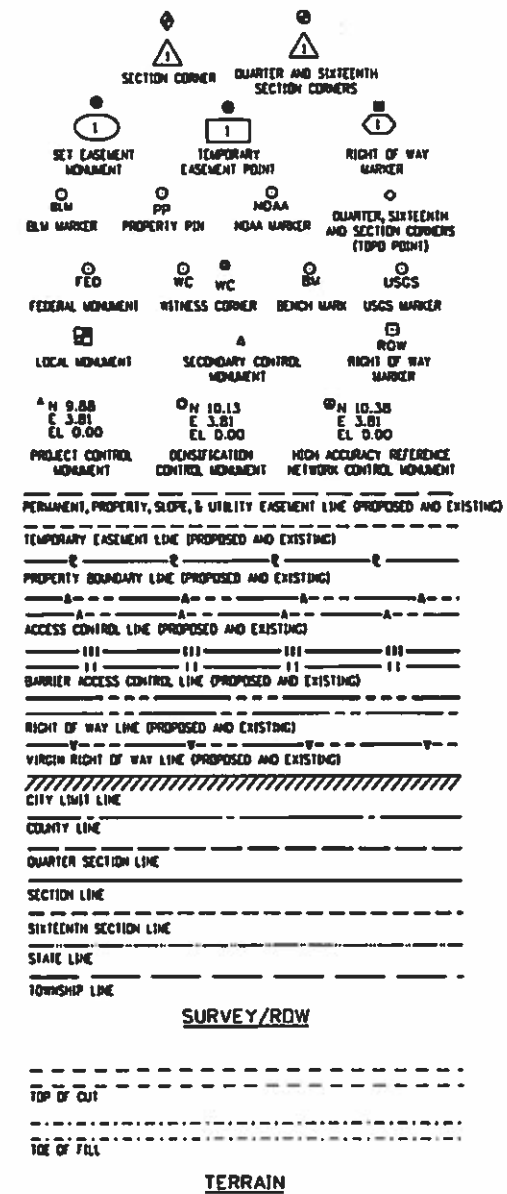 1
1
SECTION CORNER
QUARTER AND SIXTEENTH
SECTION CORNERS
1
1
1
SET EASEMENT
MONUMENT
TEMPORARY
EASEMENT POINT
RIGHT OF WAY
MARKER
BLM
PP
NOAA
BLM MARKER
PROPERTY PIN
NOAA MARKER
QUARTER, SIXTEENTH
AND SECTION CORNERS
(TOPO POINT)
FED
WC
WC
BM
USGS
FEDERAL MONUMENT
WITNESS CORNER
BENCH MARK
USGS MARKER
ROW
LOCAL MONUMENT
SECONDARY CONTROL
MONUMENT
RIGHT OF WAY
MARKER
N 9.88
E 3.81
EL 0.00
N 10.13
E 3.81
EL 0.00
N 10.38
E 3.81
EL 0.00
PROJECT CONTROL
MONUMENT
DENSIFICATION
CONTROL MONUMENT
HIGH ACCURACY REFERENCE
NETWORK CONTROL MONUMENT
PERMANENT, PROPERTY, SLOPE, & UTILITY EASEMENT LINE (PROPOSED AND EXISTING)
TEMPORARY EASEMENT LINE (PROPOSED AND EXISTING)
PROPERTY BOUNDARY LINE (PROPOSED AND EXISTING)
A A A A
A A A A
ACCESS CONTROL LINE (PROPOSED AND EXISTING)
BARRIER ACCESS CONTROL LINE (PROPOSED AND EXISTING)
RIGHT OF WAY LINE (PROPOSED AND EXISTING)
VIRGIN RIGHT OF WAY LINE (PROPOSED AND EXISTING)
CITY LIMIT LINE
COUNTY LINE
QUARTER SECTION LINE
SECTION LINE
SIXTEENTH SECTION LINE
STATE LINE
TOWNSHIP LINE
SURVEY/ROW
TOP OF CUT
TOE OF FILL
TERRAIN